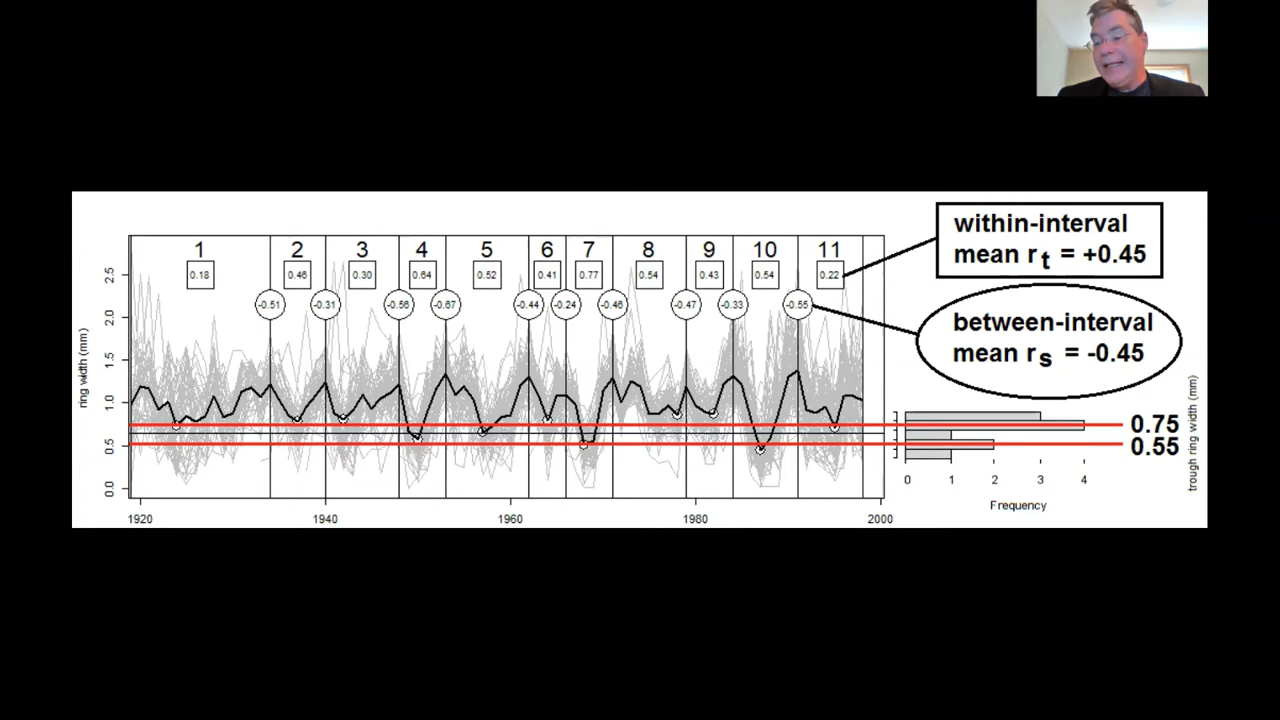 1 2 3 4 5 6 7 8 9 10 11
0.18 0.46 0.30 0.64 0.52 0.41 0.77 0.54 0.43 0.54 0.22
-0.51 -0.31 -0.56 -0.67 -0.44 -0.24 -0.46 -0.47 -0.33 -0.55
within-interval
mean r t = +0.45
between-interval
mean r s = -0.45
ring width (mm)
2.5
2.0
1.5
1.0
0.5
0.0
1920 1940 1960 1980 2000
0.75
0.55
trough ring width (mm)
0 1 2 3 4
Frequency